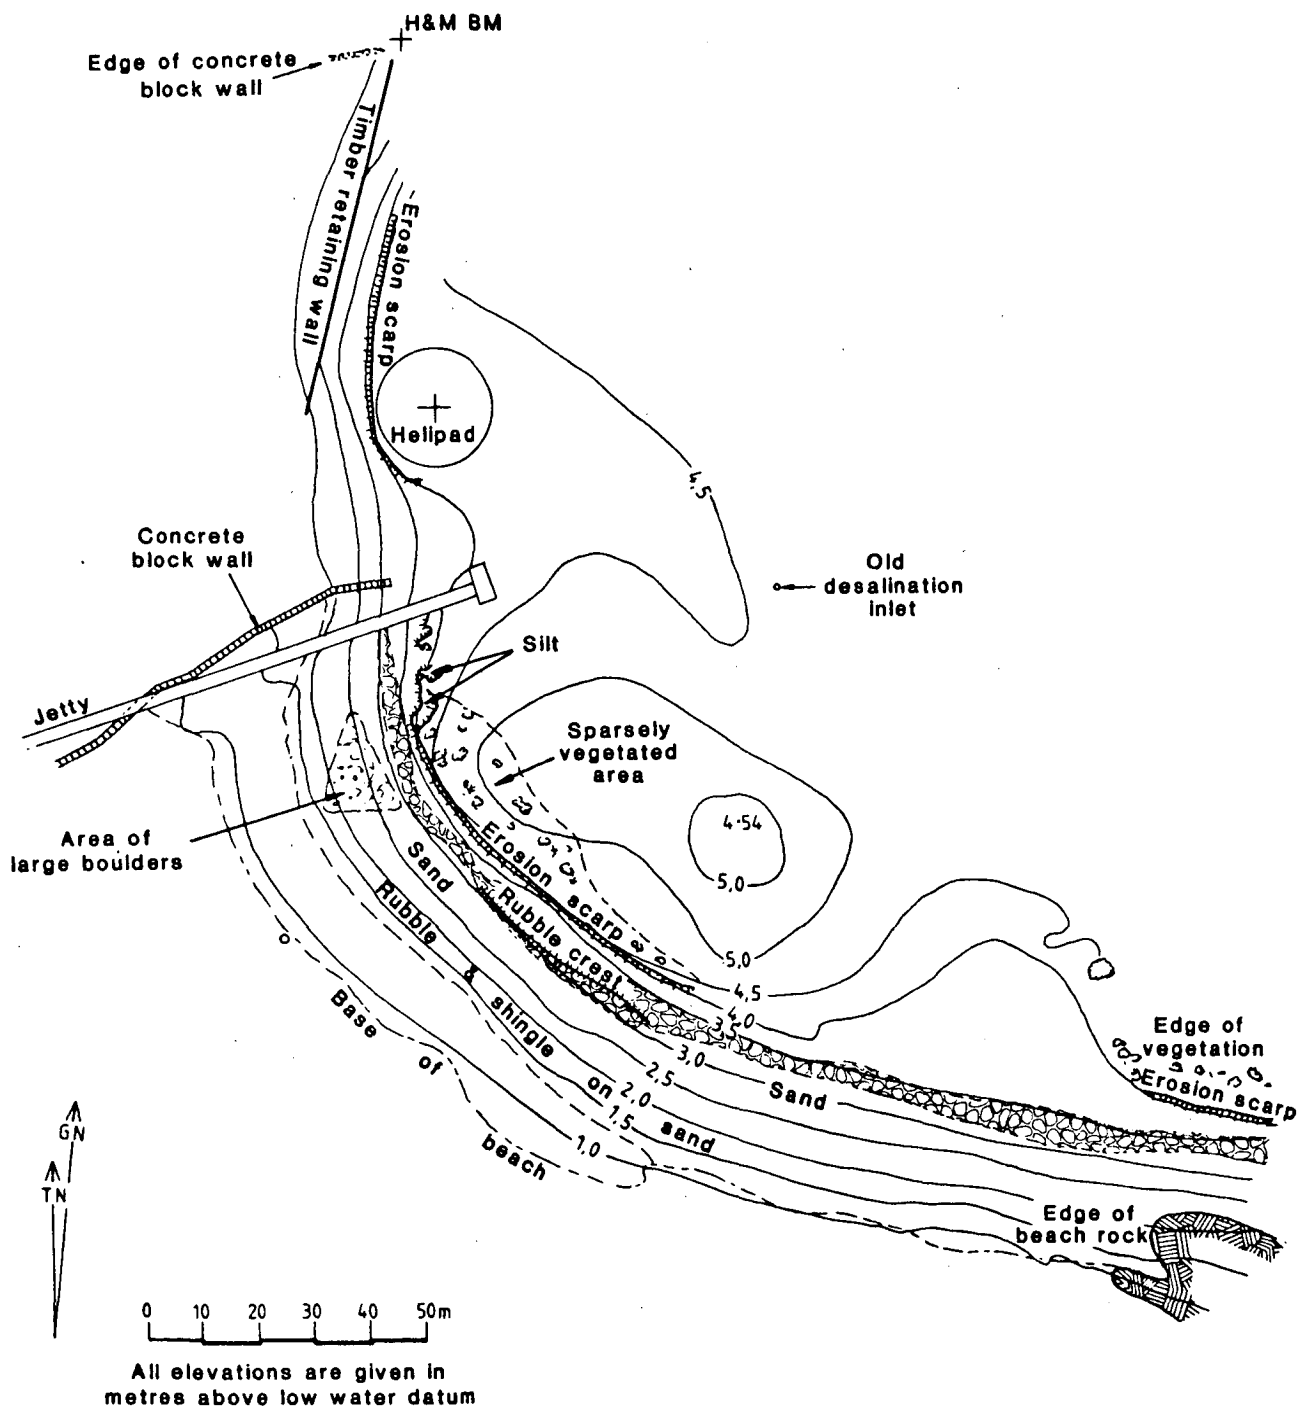 H&M BM
Edge of concrete
block wall
Timber retaining wall
Erosion scarp
Helipad
4,5
Concrete
block wall
Old
desalination
inlet
Silt
Jetty
Sparsely
vegetated
area
4·54
5,0
Area of
large boulders
Sand
Erosion scarp
Rubble crest
Rubble & shingle on sand
5,0
4,5
4,0
3,5
3,0
2,5
2,0
1,5
1,0
Sand
Base of beach
Edge of
vegetation
Erosion scarp
Edge of
beach rock
GN
TN
0 10 20 30 40 50m
All elevations are given in
metres above low water datum